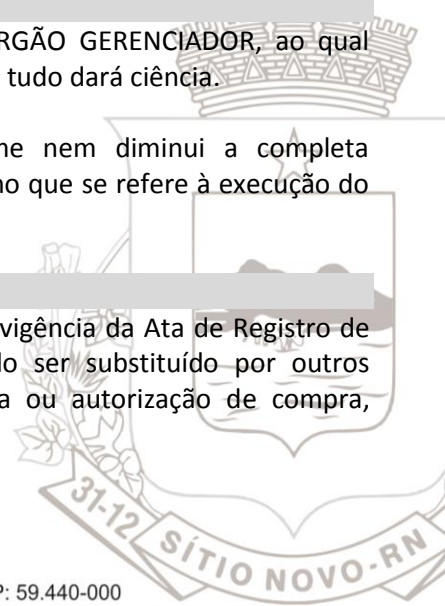 RGÃO GERENCIADOR, ao qual
tudo dará ciência.
me nem diminui a completa
no que se refere à execução do
vigência da Ata de Registro de
do ser substituído por outros
a ou autorização de compra,
31-12 SÍTIO NOVO-RN
P: 59.440-000